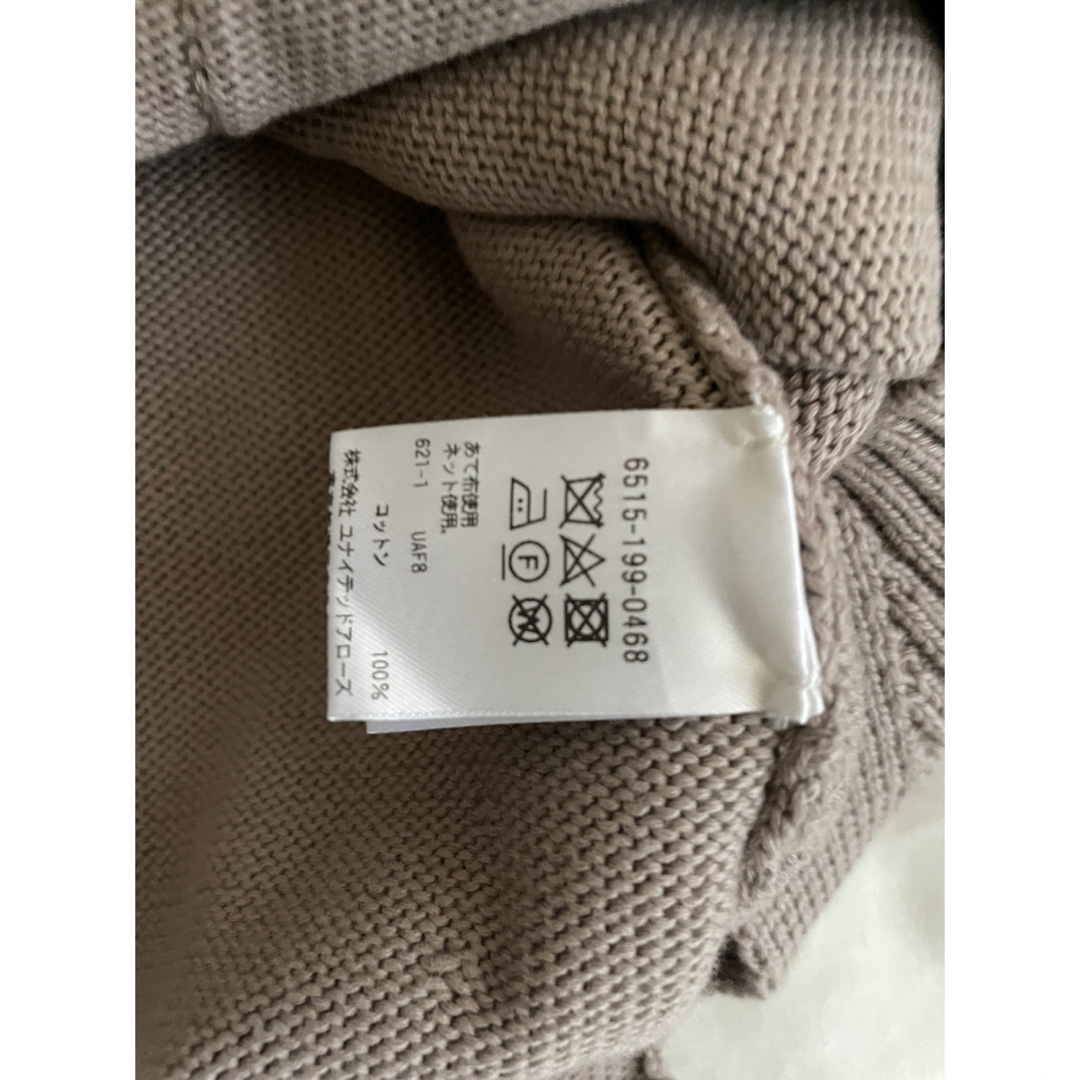 6515-199-0468
F
W
あて布使用
ネット使用。
621-1 UAF8
コットン 100%
株式会社 ユナイテッドアローズ